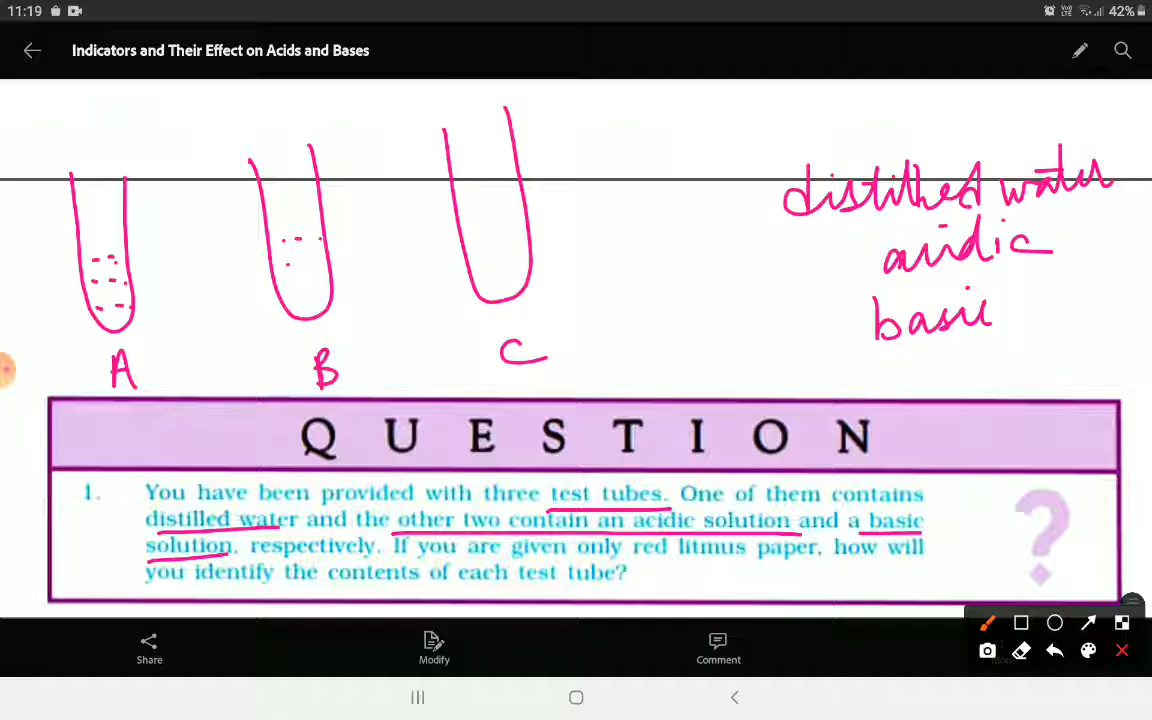 11:19
Vo) LTE 42%
Indicators and Their Effect on Acids and Bases
distilled water
acidic
basic
A
B
C
QUESTION
1. You have been provided with three test tubes. One of them contains
distilled water and the other two contain an acidic solution and a basic
solution, respectively. If you are given only red litmus paper, how will
you identify the contents of each test tube?
?
Share
Modify
Comment